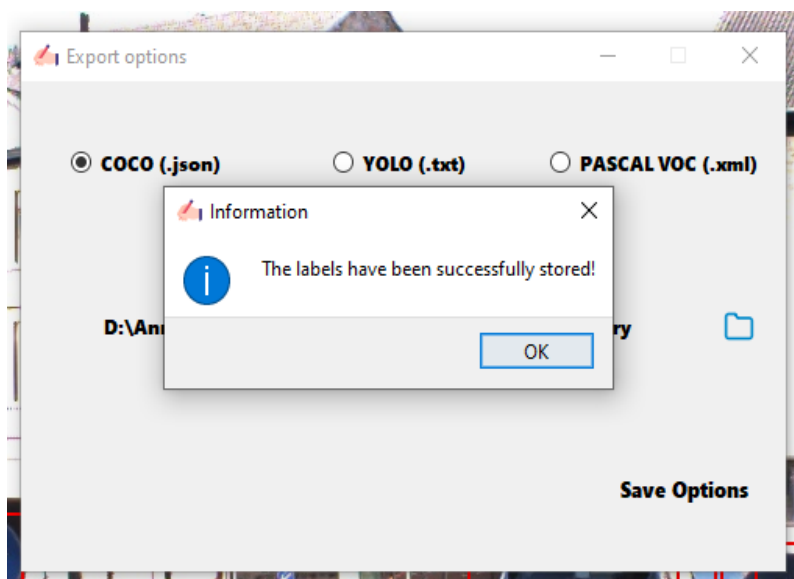 Export options
COCO (.json) YOLO (.txt) PASCAL VOC (.xml)
Information
The labels have been successfully stored!
OK
Save Options